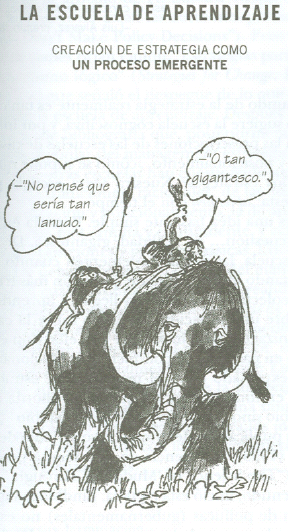 LA ESCUELA DE APRENDIZAJE
CREACIÓN DE ESTRATEGIA COMO
UN PROCESO EMERGENTE
–"No pensé que
sería tan
lanudo."
–"O tan
gigantesco."